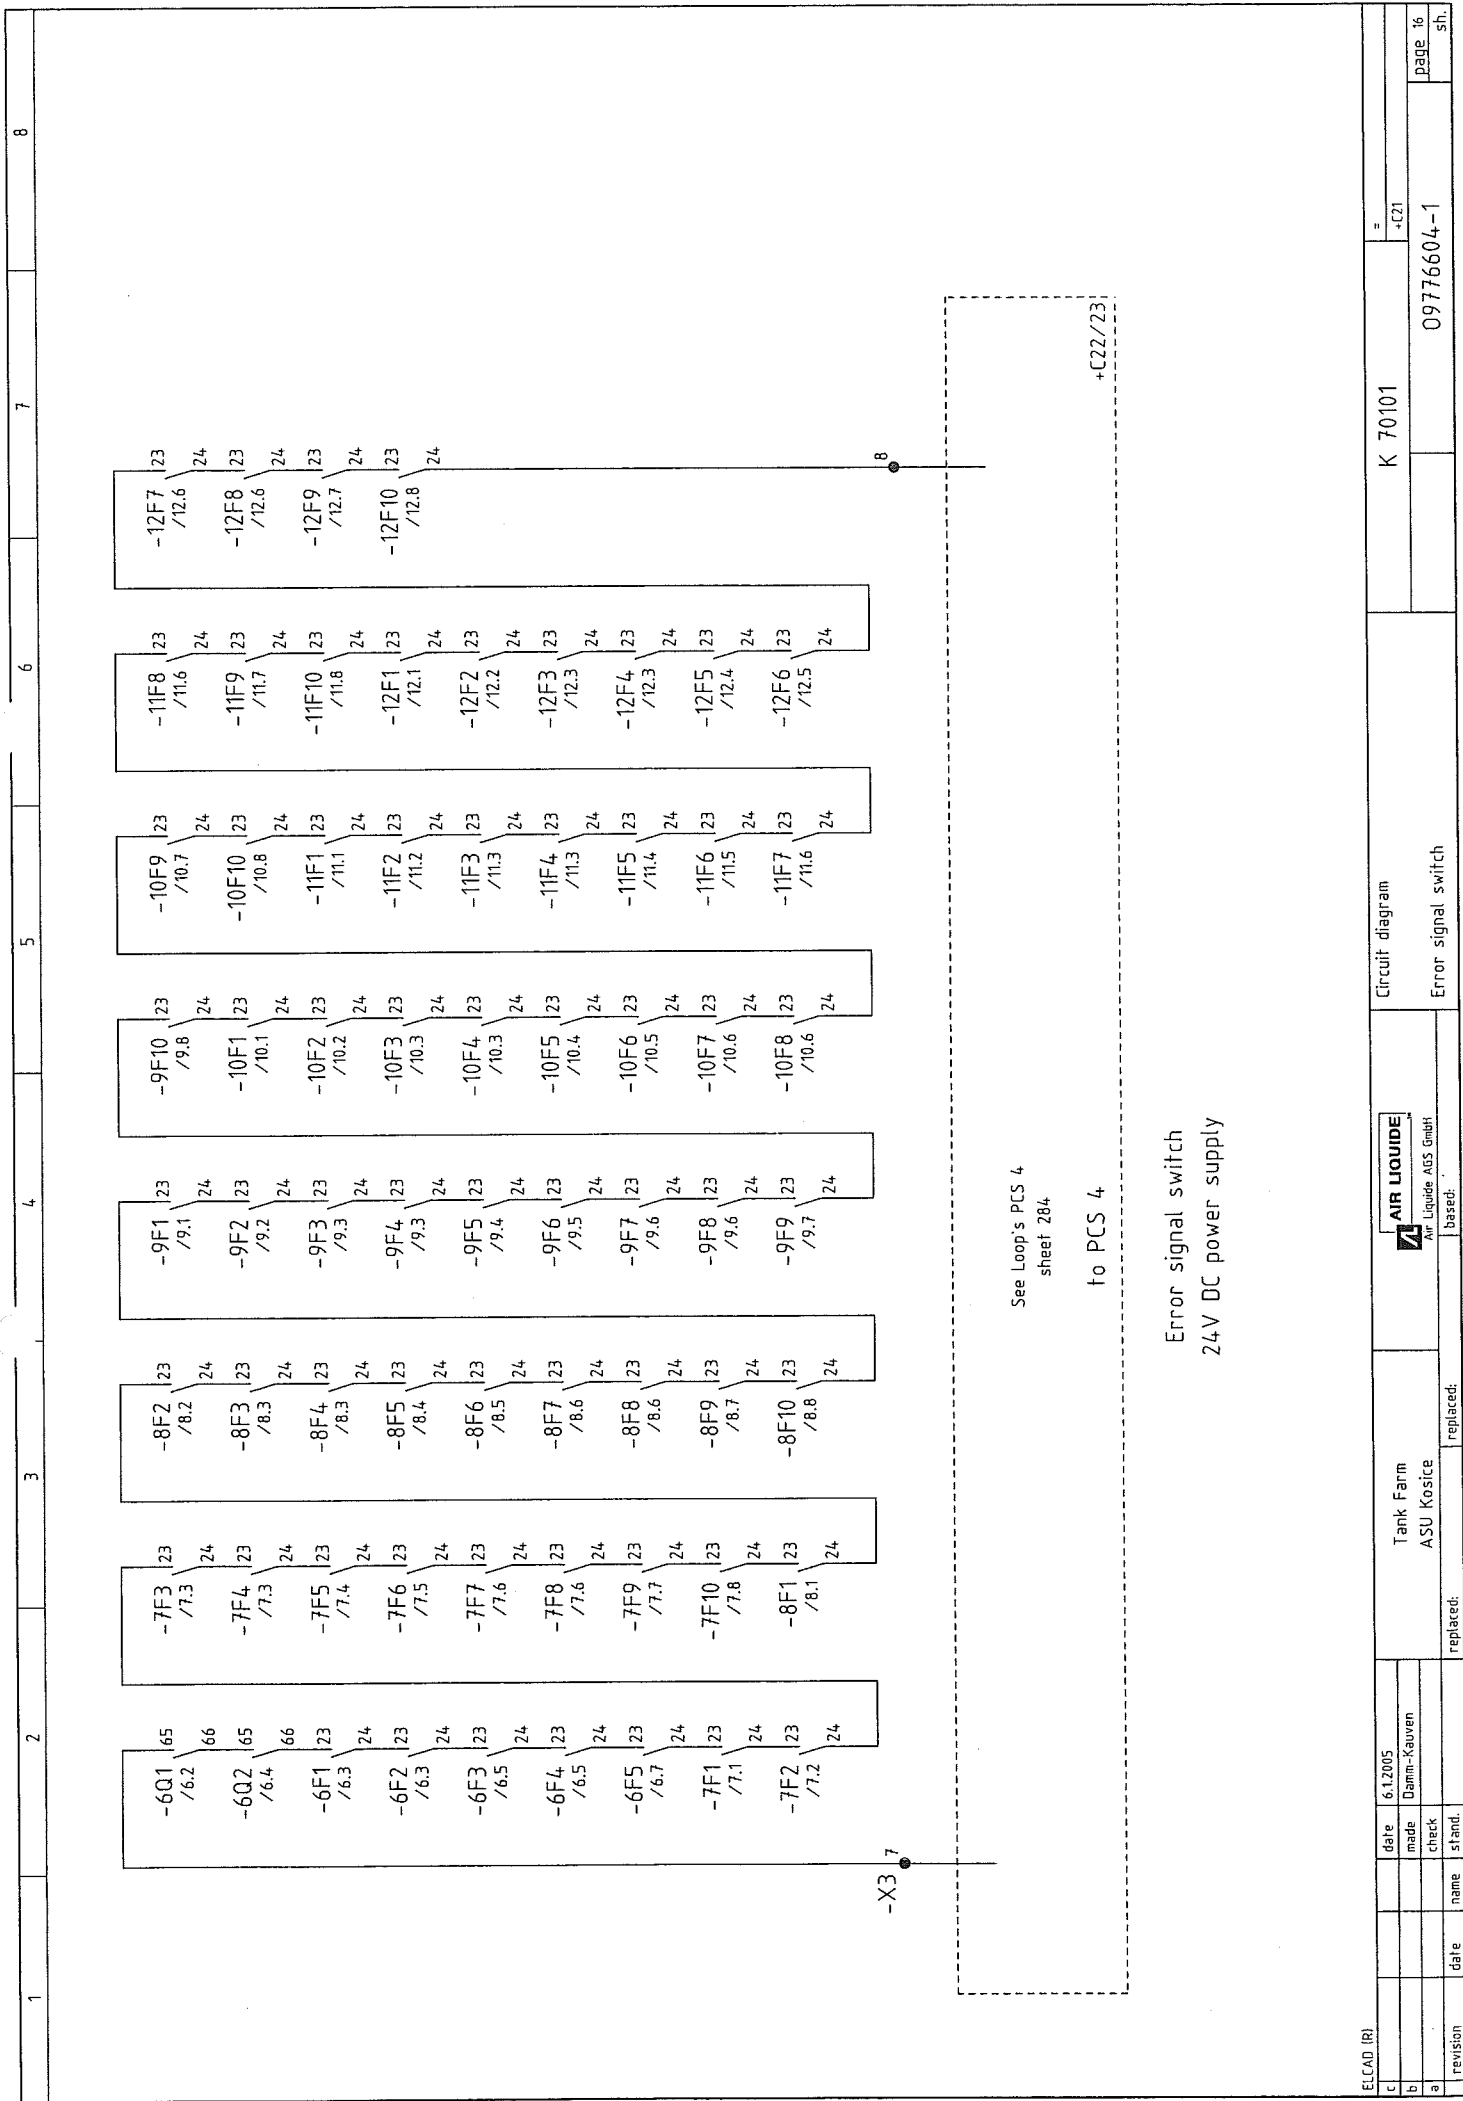 1 2 3 4 5 6 7 8
-6Q1 65
/6.2 66
-6Q2 65
/6.4 66
-6F1 23
/6.3 24
-6F2 23
/6.3 24
-6F3 23
/6.5 24
-6F4 23
/6.5 24
-6F5 23
/6.7 24
-7F1 23
/7.1 24
-7F2 23
/7.2 24
-7F3 23
/7.3 24
-7F4 23
/7.3 24
-7F5 23
/7.4 24
-7F6 23
/7.5 24
-7F7 23
/7.6 24
-7F8 23
/7.6 24
-7F9 23
/7.7 24
-7F10 23
/7.8 24
-8F1 23
/8.1 24
-8F2 23
/8.2 24
-8F3 23
/8.3 24
-8F4 23
/8.3 24
-8F5 23
/8.4 24
-8F6 23
/8.5 24
-8F7 23
/8.6 24
-8F8 23
/8.6 24
-8F9 23
/8.7 24
-8F10 23
/8.8 24
-9F1 23
/9.1 24
-9F2 23
/9.2 24
-9F3 23
/9.3 24
-9F4 23
/9.3 24
-9F5 23
/9.4 24
-9F6 23
/9.5 24
-9F7 23
/9.6 24
-9F8 23
/9.6 24
-9F9 23
/9.7 24
-9F10 23
/9.8 24
-10F1 23
/10.1 24
-10F2 23
/10.2 24
-10F3 23
/10.3 24
-10F4 23
/10.3 24
-10F5 23
/10.4 24
-10F6 23
/10.5 24
-10F7 23
/10.6 24
-10F8 23
/10.6 24
-10F9 23
/10.7 24
-10F10 23
/10.8 24
-11F1 23
/11.1 24
-11F2 23
/11.2 24
-11F3 23
/11.3 24
-11F4 23
/11.3 24
-11F5 23
/11.4 24
-11F6 23
/11.5 24
-11F7 23
/11.6 24
-11F8 23
/11.6 24
-11F9 23
/11.7 24
-11F10 23
/11.8 24
-12F1 23
/12.1 24
-12F2 23
/12.2 24
-12F3 23
/12.3 24
-12F4 23
/12.3 24
-12F5 23
/12.4 24
-12F6 23
/12.5 24
-12F7 23
/12.6 24
-12F8 23
/12.6 24
-12F9 23
/12.7 24
-12F10 23
/12.8 24
-X3 7
8
See Loop's PCS 4
sheet 284
to PCS 4
+C22/23
Error signal switch
24V DC power supply
ELCAD (R)
c
b
a
revision date name stand.
date 6.1.2005
made Damm-Kauven
check
Tank Farm
ASU Kosice
replaced: replaced: based:
AIR LIQUIDE
Air Liquide AGS GmbH
Circuit diagram
Error signal switch
K 70101
=
+C21
09776604-1
page 16
sh.